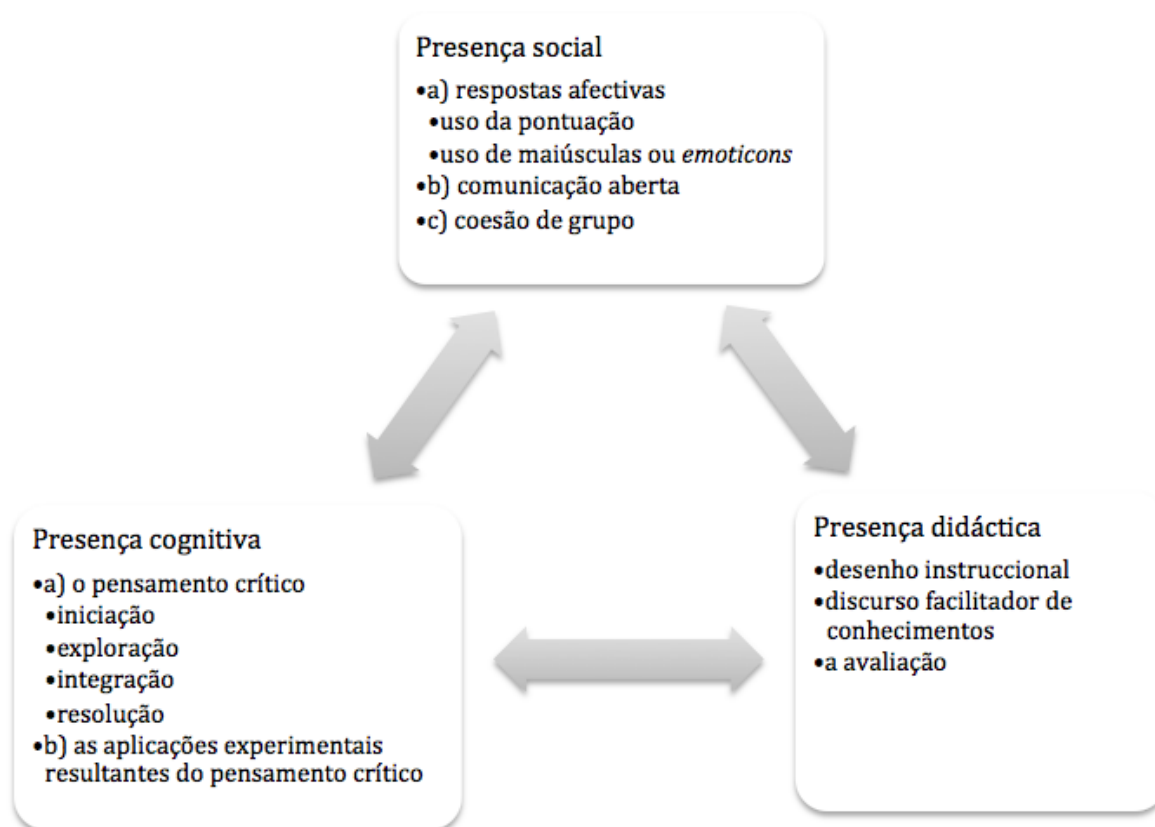 Presença social
•a) respostas afectivas
•uso da pontuação
•uso de maiúsculas ou emoticons
•b) comunicação aberta
•c) coesão de grupo
Presença cognitiva
•a) o pensamento crítico
•iniciação
•exploração
•integração
•resolução
•b) as aplicações experimentais
resultantes do pensamento crítico
Presença didáctica
•desenho instruccional
•discurso facilitador de
conhecimentos
•a avaliação